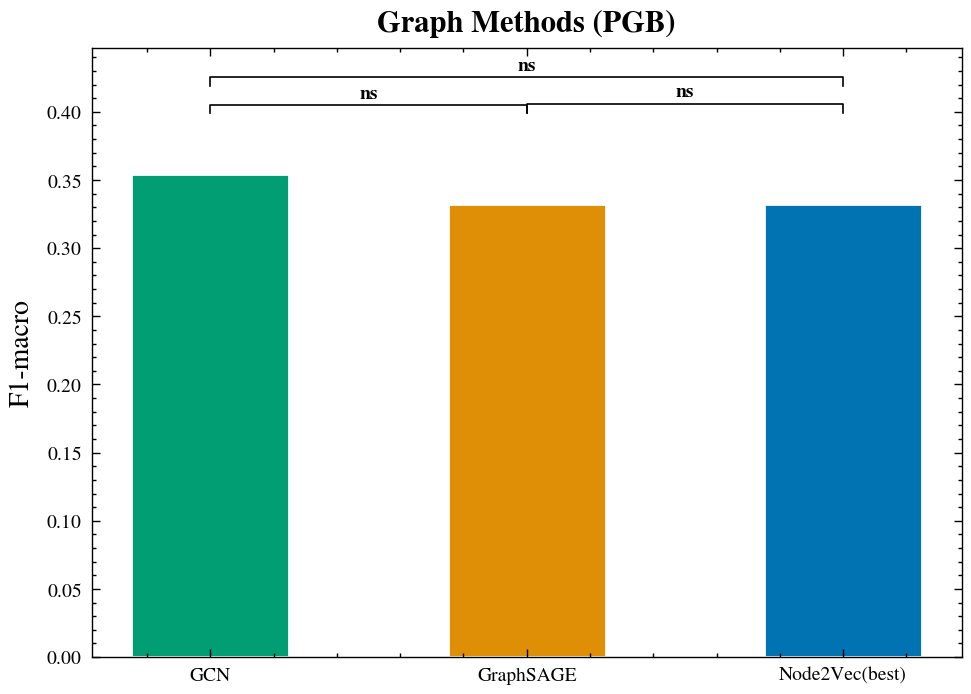 Graph Methods (PGB)
ns
ns
ns
0.40
0.35
0.30
0.25
0.20
0.15
0.10
0.05
0.00
F1-macro
GCN
GraphSAGE
Node2Vec(best)